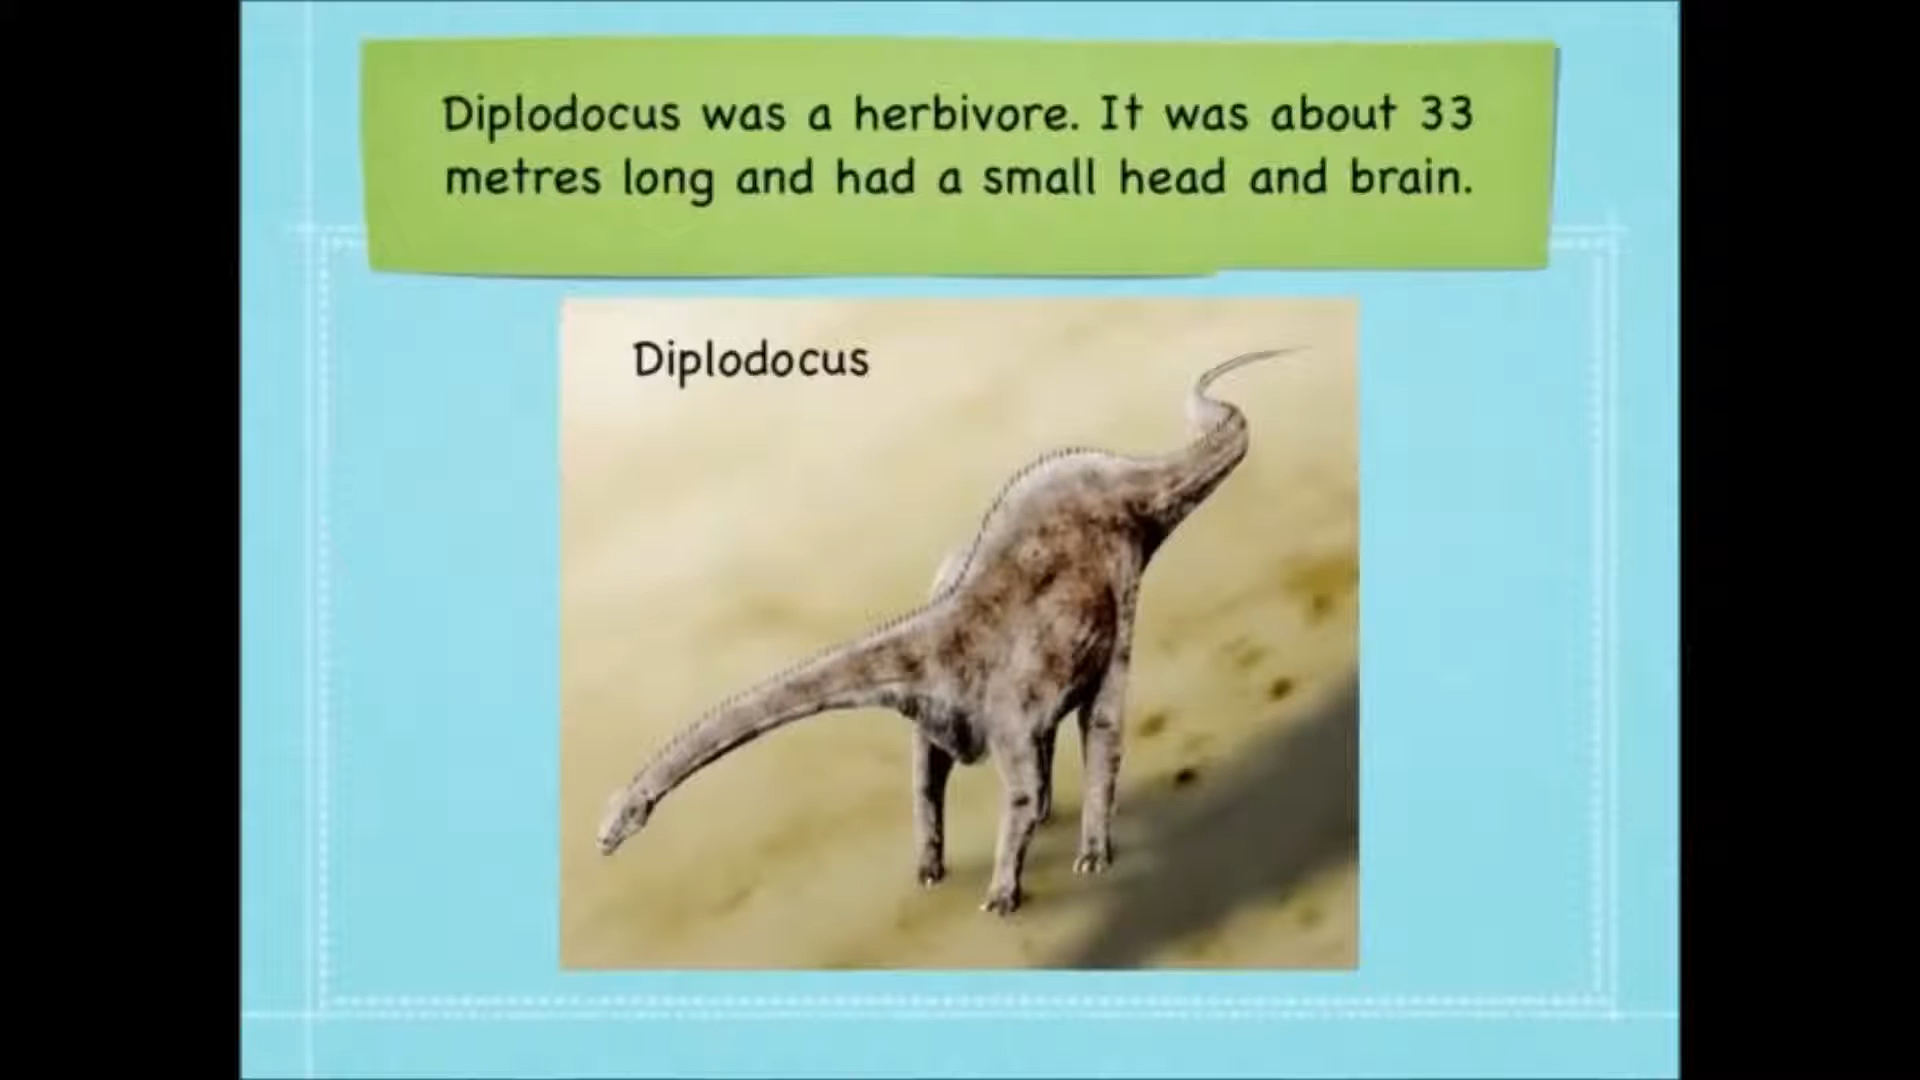 Diplodocus was a herbivore. It was about 33
metres long and had a small head and brain.
Diplodocus